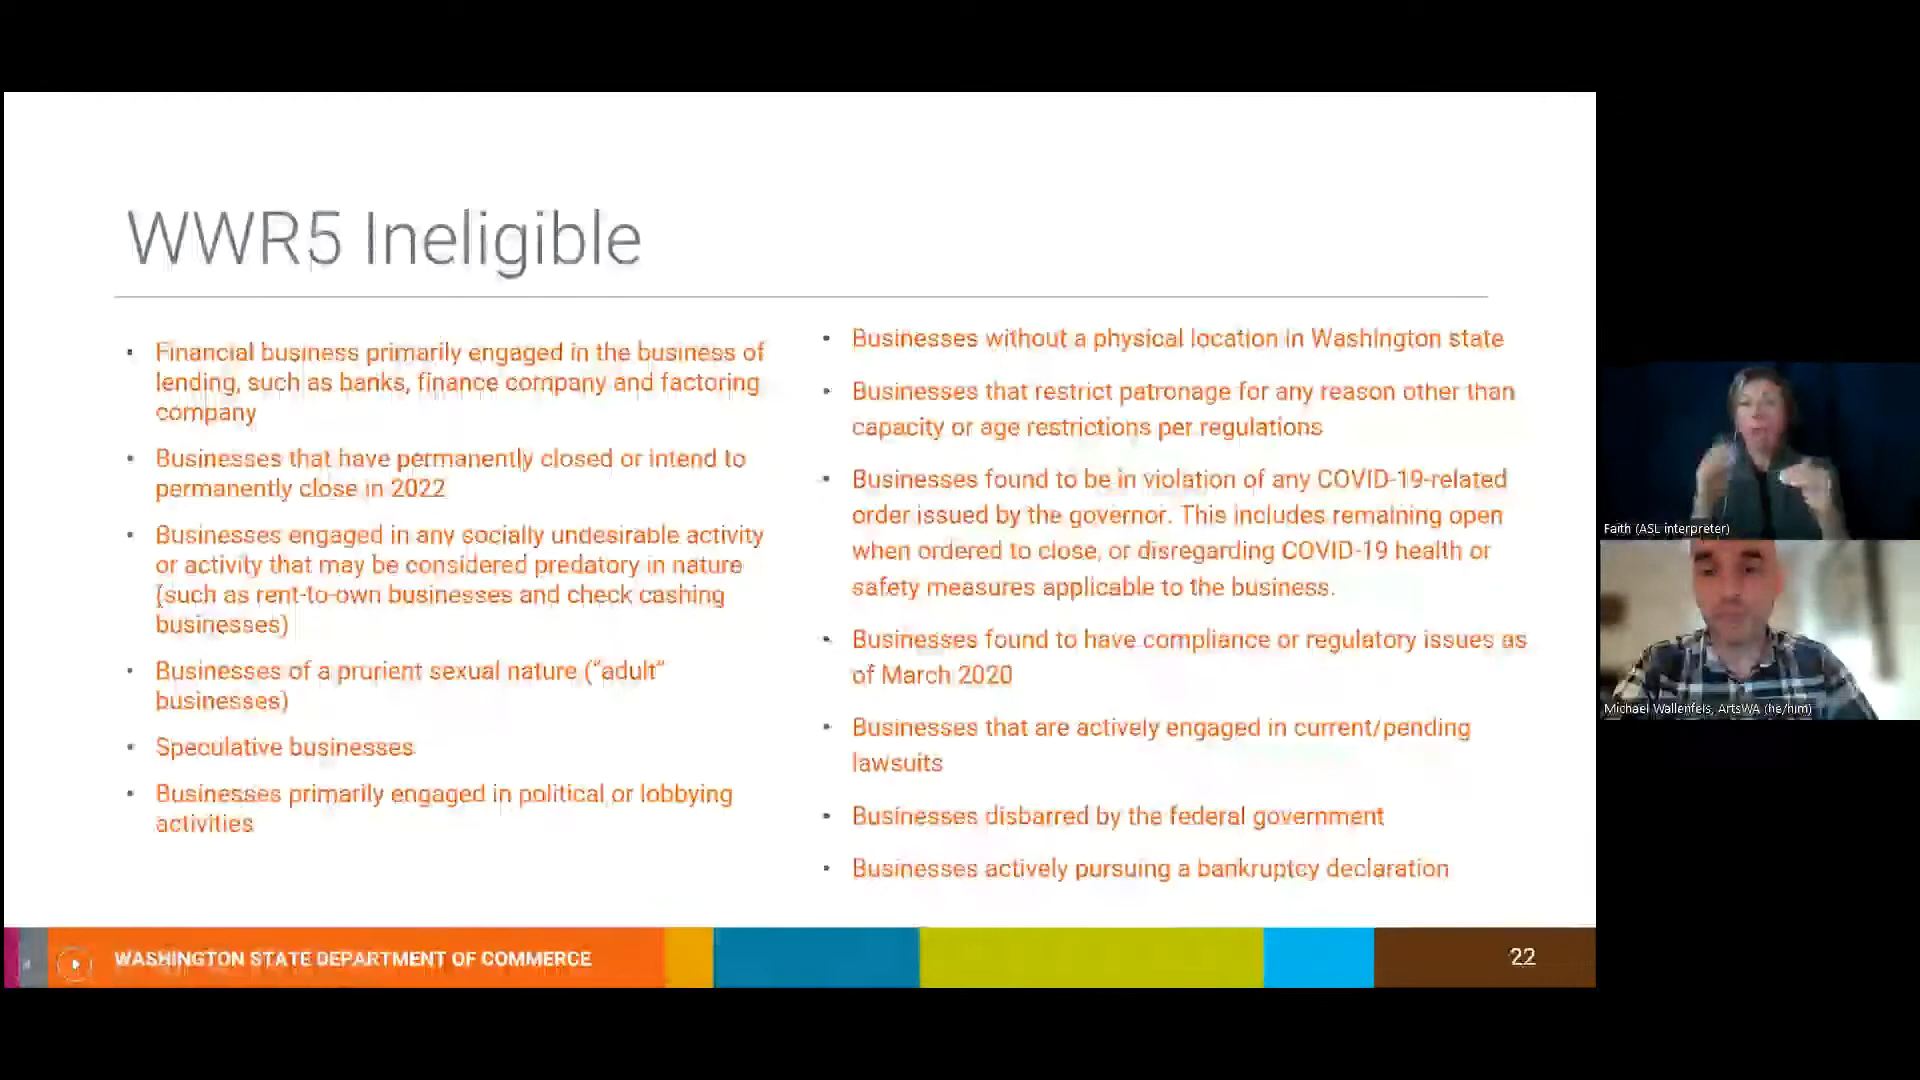 WWR5 Ineligible
Financial business primarily engaged in the business of
lending, such as banks, finance company and factoring
company
Businesses that have permanently closed or intend to
permanently close in 2022
Businesses engaged in any socially undesirable activity
or activity that may be considered predatory in nature
(such as rent-to-own businesses and check cashing
businesses)
Businesses of a prurient sexual nature (“adult”
businesses)
Speculative businesses
Businesses primarily engaged in political or lobbying
activities
Businesses without a physical location in Washington state
Businesses that restrict patronage for any reason other than
capacity or age restrictions per regulations
Businesses found to be in violation of any COVID-19-related
order issued by the governor. This includes remaining open
when ordered to close, or disregarding COVID-19 health or
safety measures applicable to the business.
Businesses found to have compliance or regulatory issues as
of March 2020
Businesses that are actively engaged in current/pending
lawsuits
Businesses disbarred by the federal government
Businesses actively pursuing a bankruptcy declaration
WASHINGTON STATE DEPARTMENT OF COMMERCE
22
Faith (ASL interpreter)
Michael Wallenfels, ArtsWA (he/him)